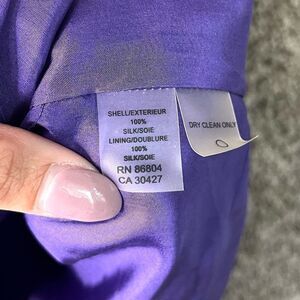 SHELL/EXTERIEUR
100%
SILK/SOIE
LINING/DOUBLURE
100%
SILK/SOIE
RN 86804
CA 30427
DRY CLEAN ONLY